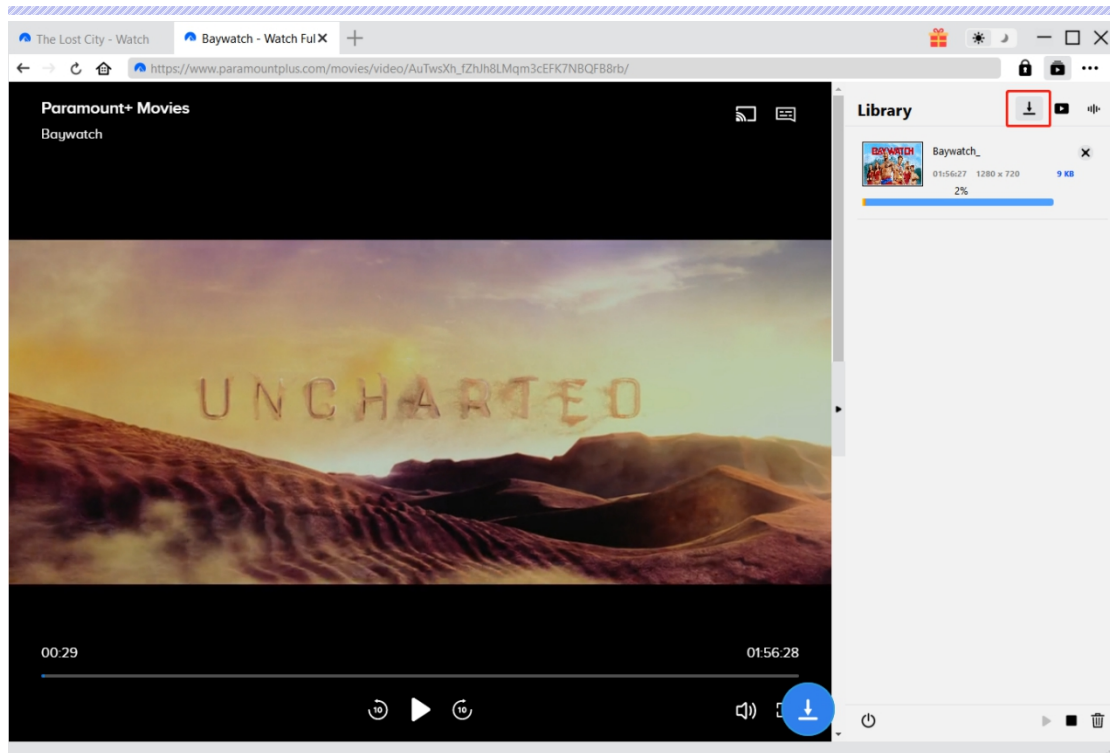 The Lost City - Watch
Baywatch - Watch Ful
https://www.paramountplus.com/movies/video/AuTwsXh_fZhJh8LMqm3cEFK7NBQFB8rb/
Paramount+ Movies
Baywatch
UNCHARTED
00:29
01:56:28
10
10
Library
BAYWATCH
Baywatch_
01:56:27 1280 x 720 9 KB
2%